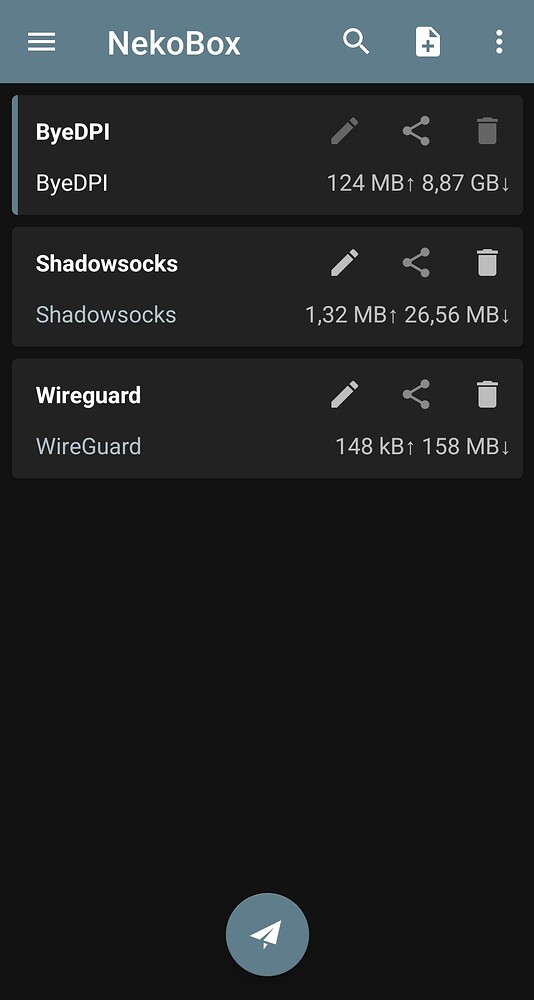 NekoBox
ByeDPI
ByeDPI 124 MB↑ 8,87 GB↓
Shadowsocks
Shadowsocks 1,32 MB↑ 26,56 MB↓
Wireguard
WireGuard 148 kB↑ 158 MB↓